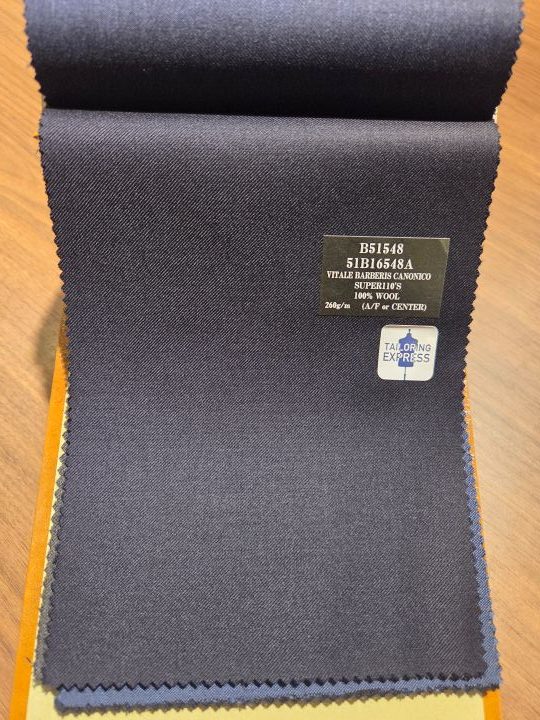 B51548
51B16548A
VITALE BARBERIS CANONICO
SUPER110'S
100% WOOL
260g/m (A/F or CENTER)
TAILORING
EXPRESS